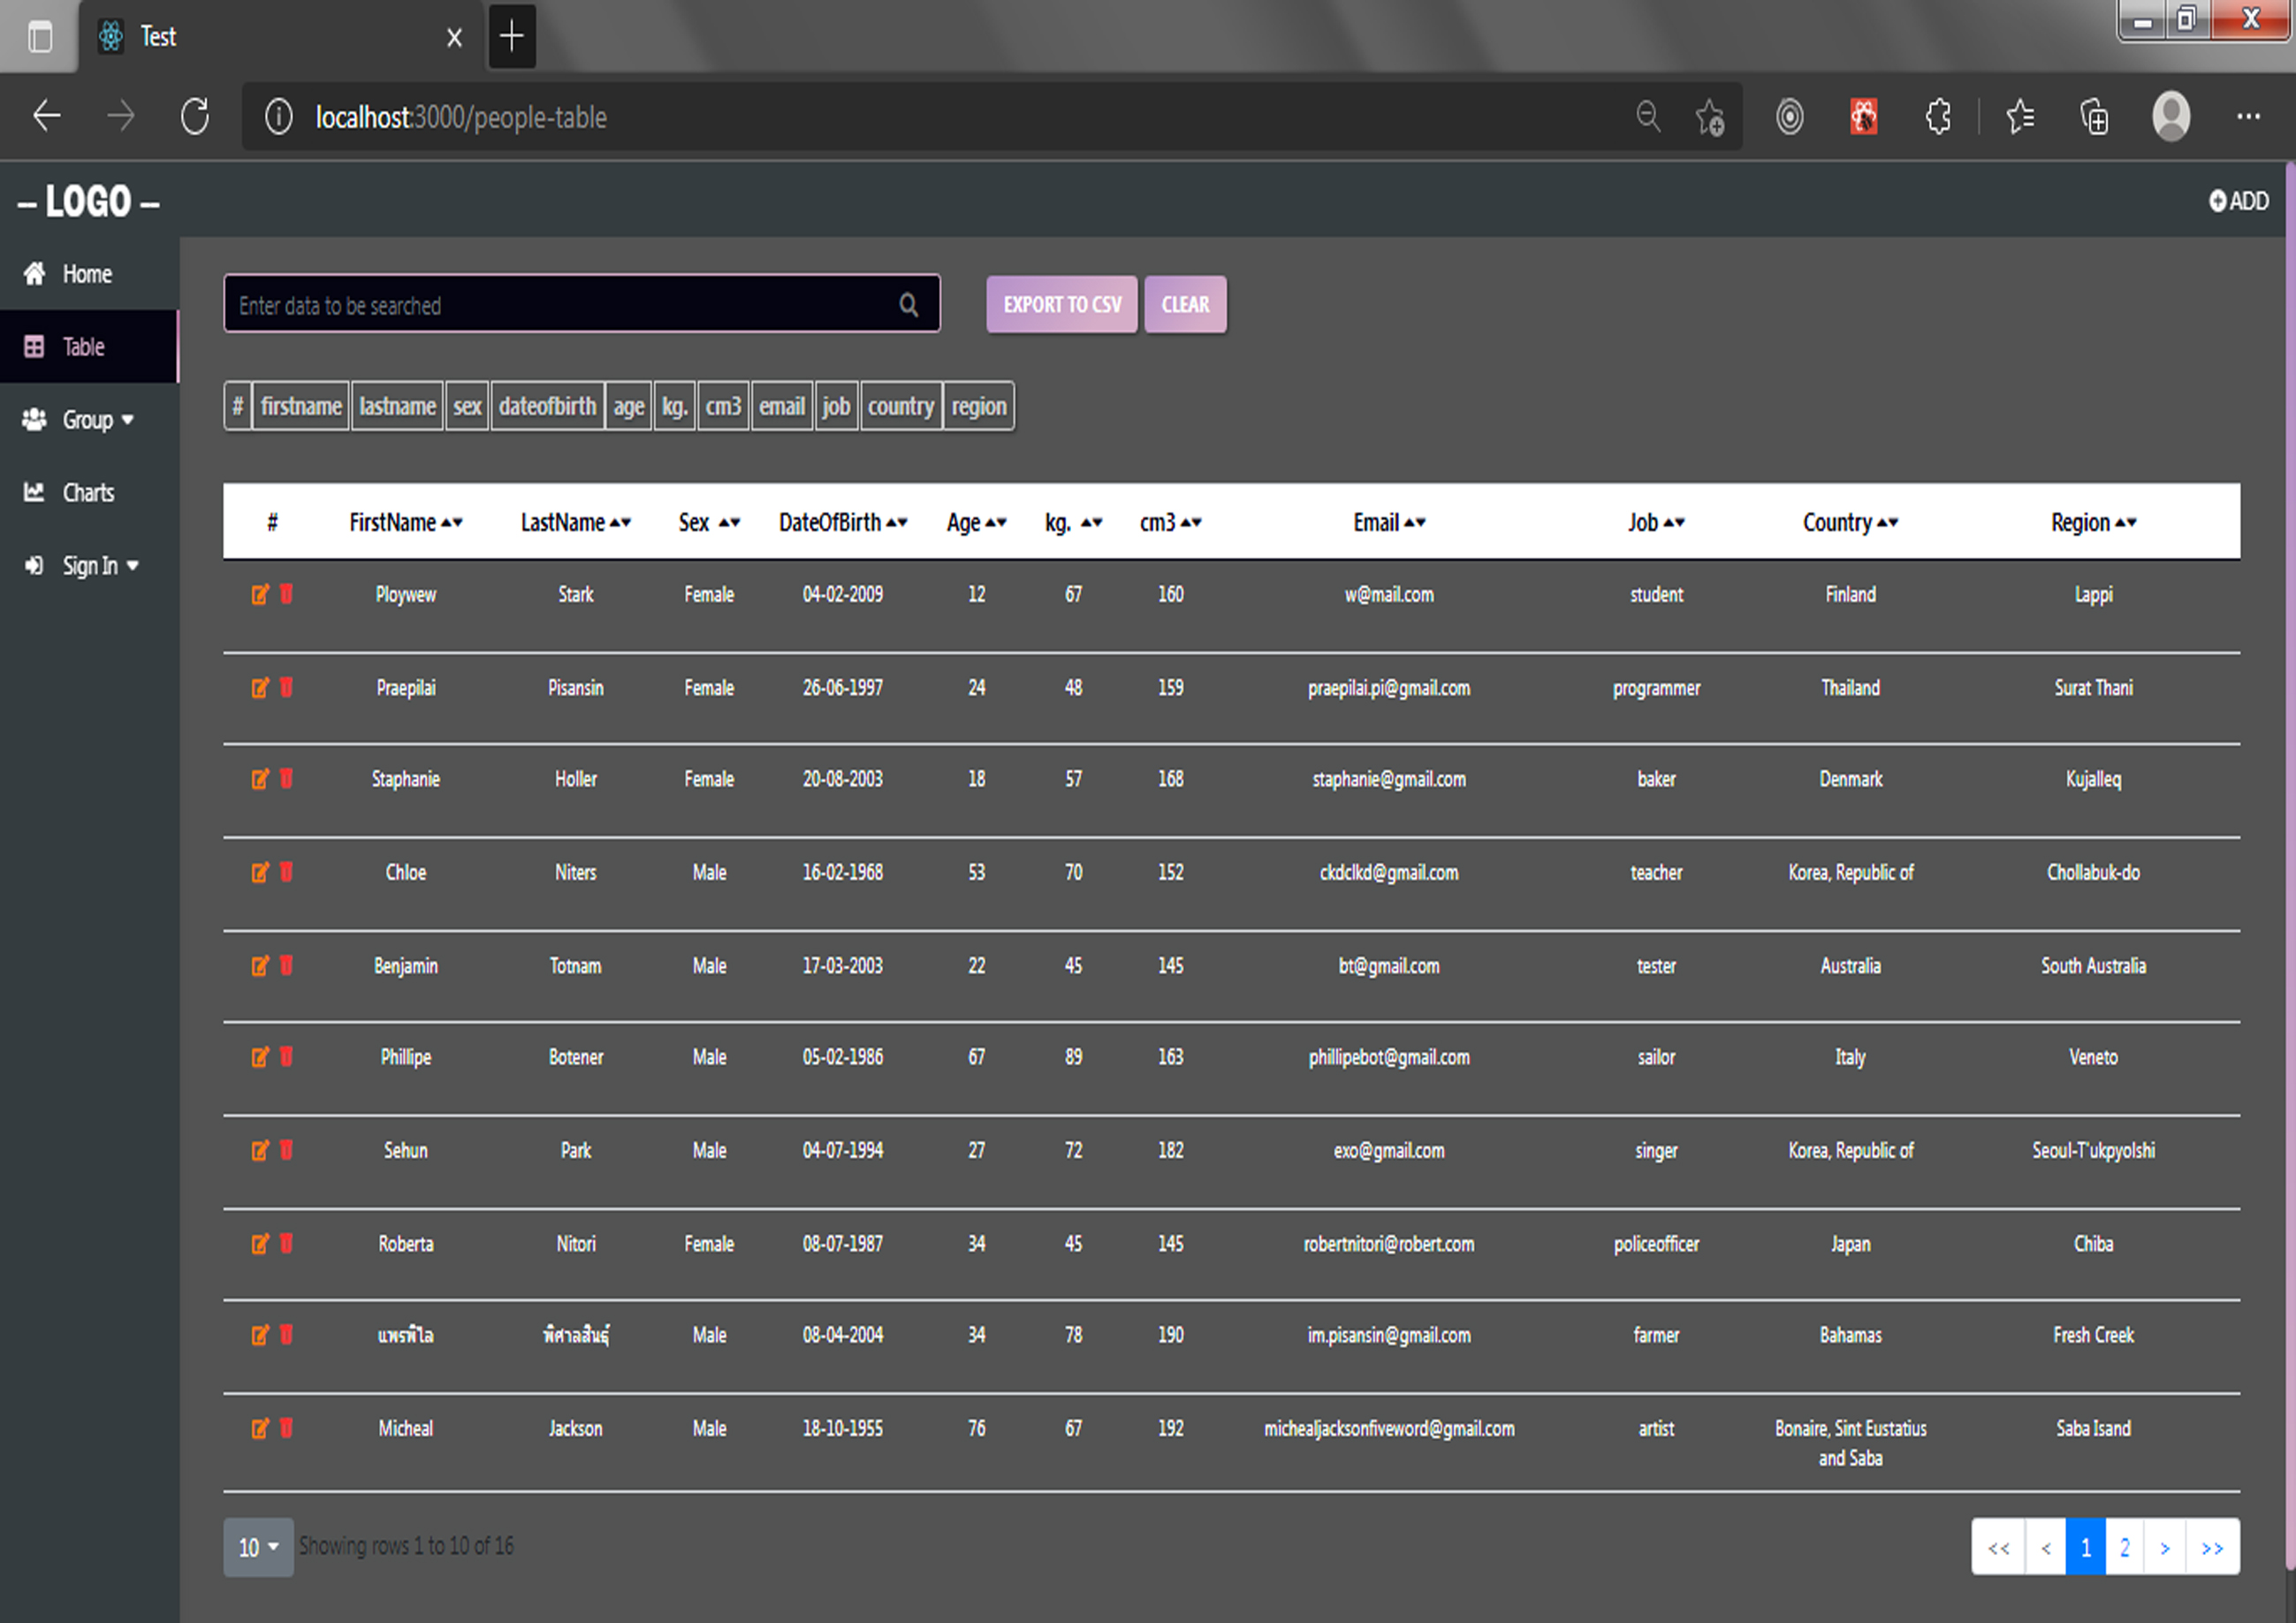 Test
localhost:3000/people-table
– LOGO –
ADD
Home
Table
Group
Charts
Sign In
Enter data to be searched
EXPORT TO CSV CLEAR
# firstname lastname sex dateofbirth age kg. cm3 email job country region
# FirstName LastName Sex DateOfBirth Age kg. cm3 Email Job Country Region
Ploywew Stark Female 04-02-2009 12 67 160 w@mail.com student Finland Lappi
Praepilai Pisansin Female 26-06-1997 24 48 159 praepilai.pi@gmail.com programmer Thailand Surat Thani
Staphanie Holler Female 20-08-2003 18 57 168 staphanie@gmail.com baker Denmark Kujalleq
Chloe Niters Male 16-02-1968 53 70 152 ckdclkd@gmail.com teacher Korea, Republic of Chollabuk-do
Benjamin Totnam Male 17-03-2003 22 45 145 bt@gmail.com tester Australia South Australia
Phillipe Botener Male 05-02-1986 67 89 163 phillipebot@gmail.com sailor Italy Veneto
Sehun Park Male 04-07-1994 27 72 182 exo@gmail.com singer Korea, Republic of Seoul-T'ukpyolshi
Roberta Nitori Female 08-07-1987 34 45 145 robertnitori@robert.com policeofficer Japan Chiba
แพรพิไล พิศาลสินธุ์ Male 08-04-2004 34 78 190 im.pisansin@gmail.com farmer Bahamas Fresh Creek
Micheal Jackson Male 18-10-1955 76 67 192 michealjacksonfiveword@gmail.com artist Bonaire, Sint Eustatius Saba Isand
and Saba
10 Showing rows 1 to 10 of 16
<< < 1 2 > >>